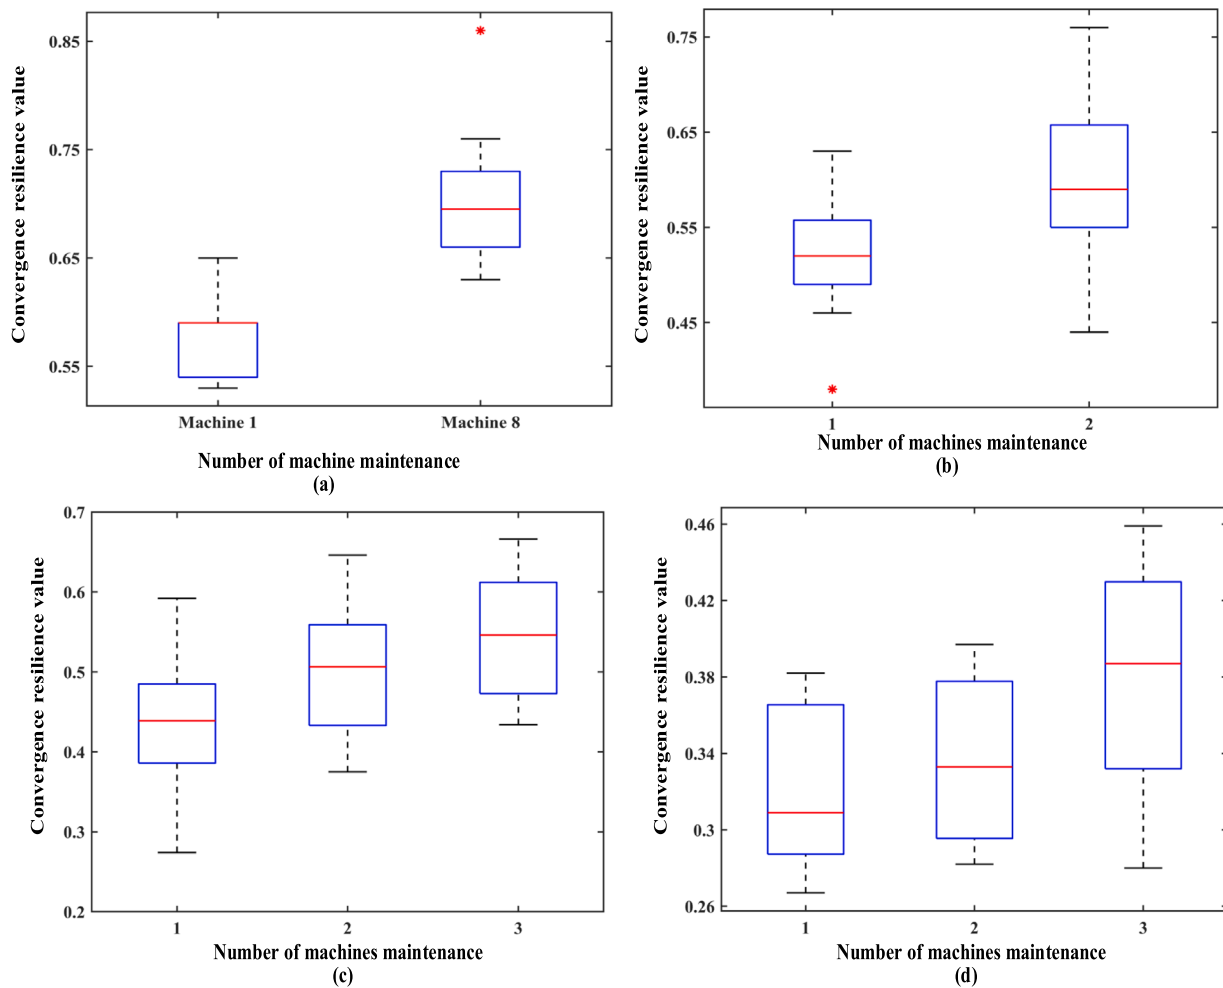 Convergence resilience value
0.85
0.75
0.65
0.55
Machine 1
Machine 8
Number of machine maintenance
(a)
Convergence resilience value
0.75
0.65
0.55
0.45
1
2
Number of machines maintenance
(b)
Convergence resilience value
0.7
0.6
0.5
0.4
0.3
0.2
1
2
3
Number of machines maintenance
(c)
Convergence resilience value
0.46
0.42
0.38
0.34
0.3
0.26
1
2
3
Number of machines maintenance
(d)